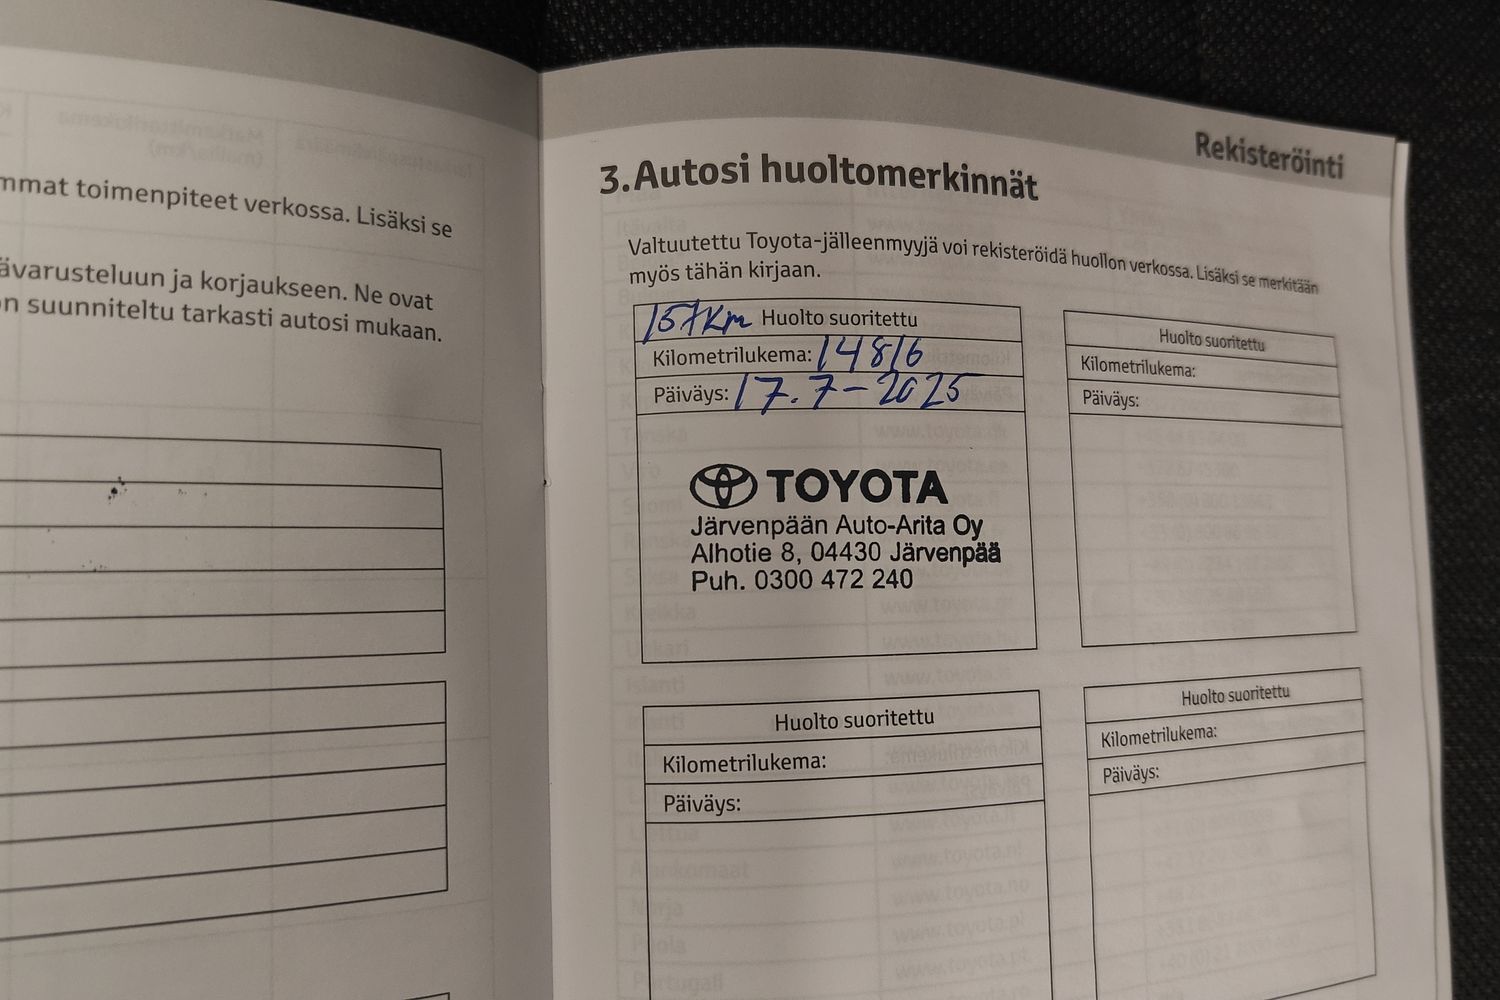 mmat toimenpiteet verkossa. Lisäksi se
ävarusteluun ja korjaukseen. Ne ovat
n suunniteltu tarkasti autosi mukaan.
Rekisteröinti
3. Autosi huoltomerkinnät
Valtuutettu Toyota-jälleenmyyjä voi rekisteröidä huollon verkossa. Lisäksi se merkitään
myös tähän kirjaan.
Huolto suoritettu
Kilometrilukema: 14816
Päiväys: 17.7-2025
TOYOTA
Järvenpään Auto-Arita Oy
Alhotie 8, 04430 Järvenpää
Puh. 0300 472 240
Huolto suoritettu
Kilometrilukema:
Päiväys:
Huolto suoritettu
Kilometrilukema:
Päiväys:
Huolto suoritettu
Kilometrilukema:
Päiväys: